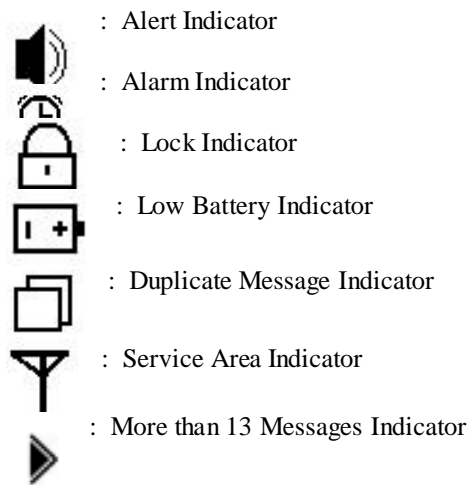 : Alert Indicator
: Alarm Indicator
: Lock Indicator
: Low Battery Indicator
: Duplicate Message Indicator
: Service Area Indicator
: More than 13 Messages Indicator